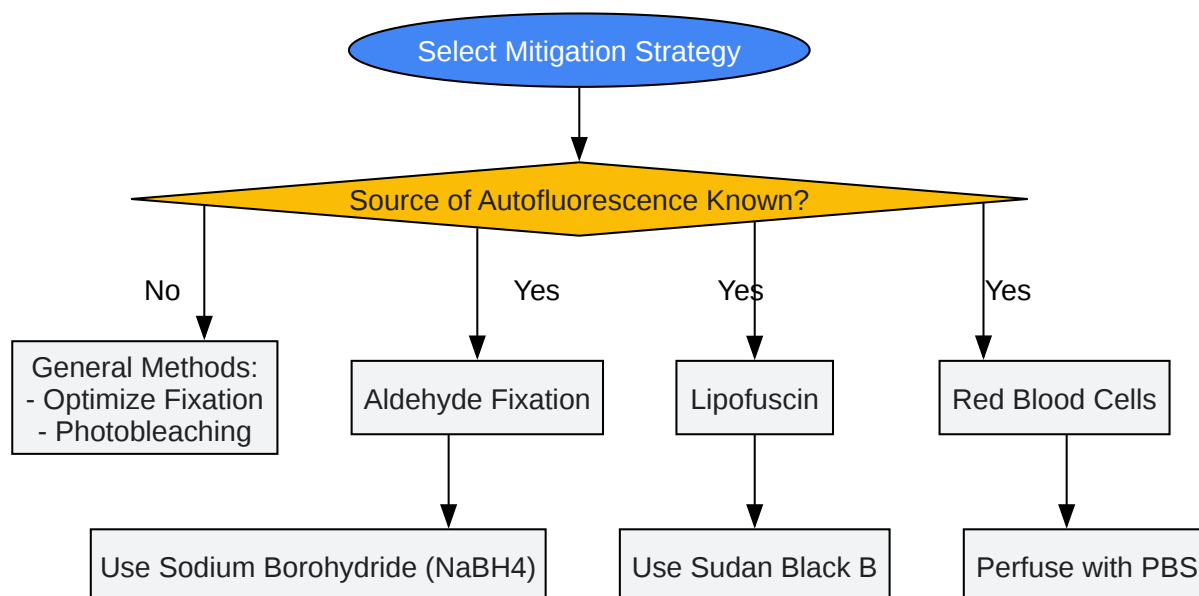 Select Mitigation Strategy
Source of Autofluorescence Known?
No
Yes
Yes
Yes
General Methods:
- Optimize Fixation
- Photobleaching
Aldehyde Fixation
Lipofuscin
Red Blood Cells
Use Sodium Borohydride (NaBH4)
Use Sudan Black B
Perfuse with PBS